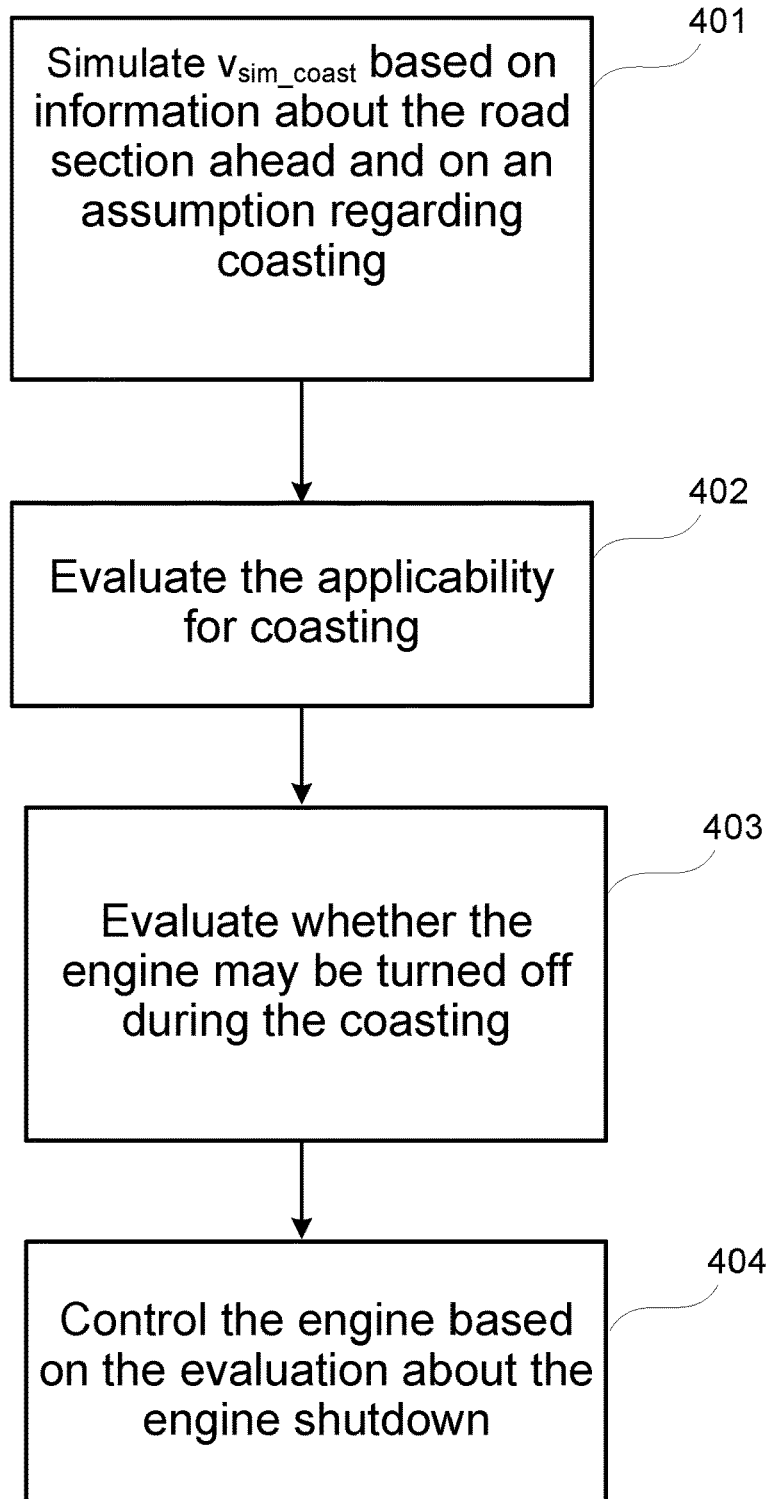 401
Simulate vsim_coast based on
information about the road
section ahead and on an
assumption regarding
coasting
402
Evaluate the applicability
for coasting
403
Evaluate whether the
engine may be turned off
during the coasting
404
Control the engine based
on the evaluation about the
engine shutdown